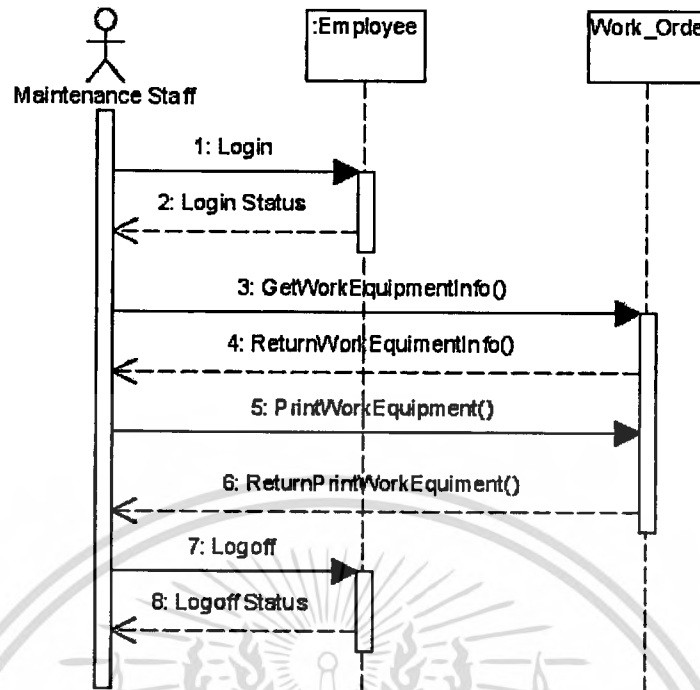 :Employee
Work_Orde
Maintenance Staff
1: Login
2: Login Status
3: GetWorkEquipmentInfo()
4: ReturnWorkEquimentInfo()
5: PrintWorkEquipment()
6: ReturnPrintWorkEquiment()
7: Logoff
8: Logoff Status